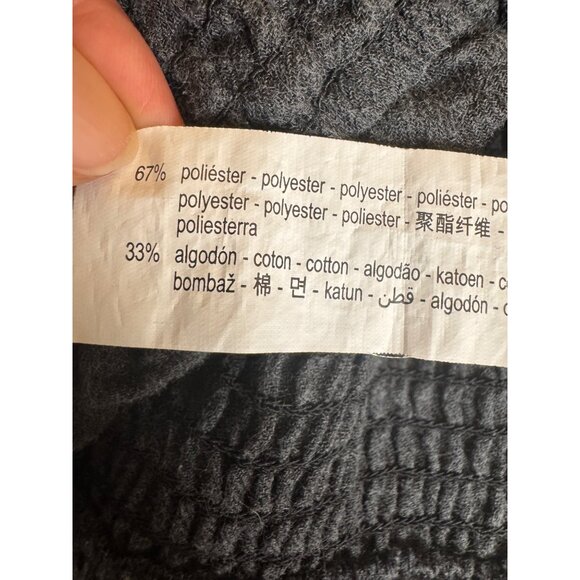 67% poliéster - polyester - polyester - poliéster - po
polyester - polyester - poliester - 聚酯纤维 -
poliesterra
33% algodón - coton - cotton - algodão - katoen - c
bombaž - 棉 - 면 - katun - قطن - algodón - c